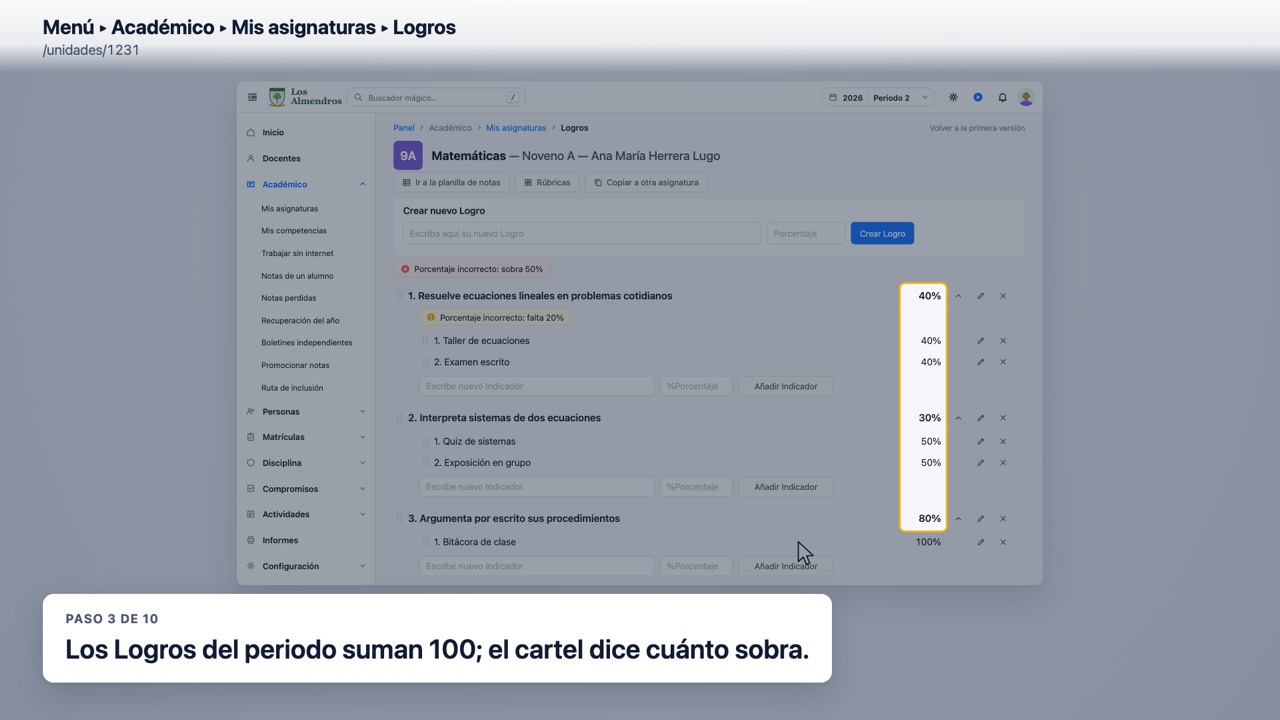 Menú ▸ Académico ▸ Mis asignaturas ▸ Logros
/unidades/1231
Los Almendros
Buscador mágico...
/
2026
Periodo 2
Inicio
Docentes
Académico
Mis asignaturas
Mis competencias
Trabajar sin internet
Notas de un alumno
Notas perdidas
Recuperación del año
Boletines independientes
Promocionar notas
Ruta de inclusión
Personas
Matrículas
Disciplina
Compromisos
Actividades
Informes
Configuración
Panel > Académico > Mis asignaturas > Logros
Volver a la primera versión
9A
Matemáticas — Noveno A — Ana María Herrera Lugo
Ir a la planilla de notas
Rúbricas
Copiar a otra asignatura
Crear nuevo Logro
Escriba aquí su nuevo Logro
Porcentaje
Crear Logro
Porcentaje incorrecto: sobra 50%
1. Resuelve ecuaciones lineales en problemas cotidianos 40%
Porcentaje incorrecto: falta 20%
1. Taller de ecuaciones 40%
2. Examen escrito 40%
Escribe nuevo Indicador %Porcentaje Añadir Indicador
2. Interpreta sistemas de dos ecuaciones 30%
1. Quiz de sistemas 50%
2. Exposición en grupo 50%
Escribe nuevo Indicador %Porcentaje Añadir Indicador
3. Argumenta por escrito sus procedimientos 80%
1. Bitácora de clase 100%
Escribe nuevo Indicador %Porcentaje Añadir Indicador
PASO 3 DE 10
Los Logros del periodo suman 100; el cartel dice cuánto sobra.